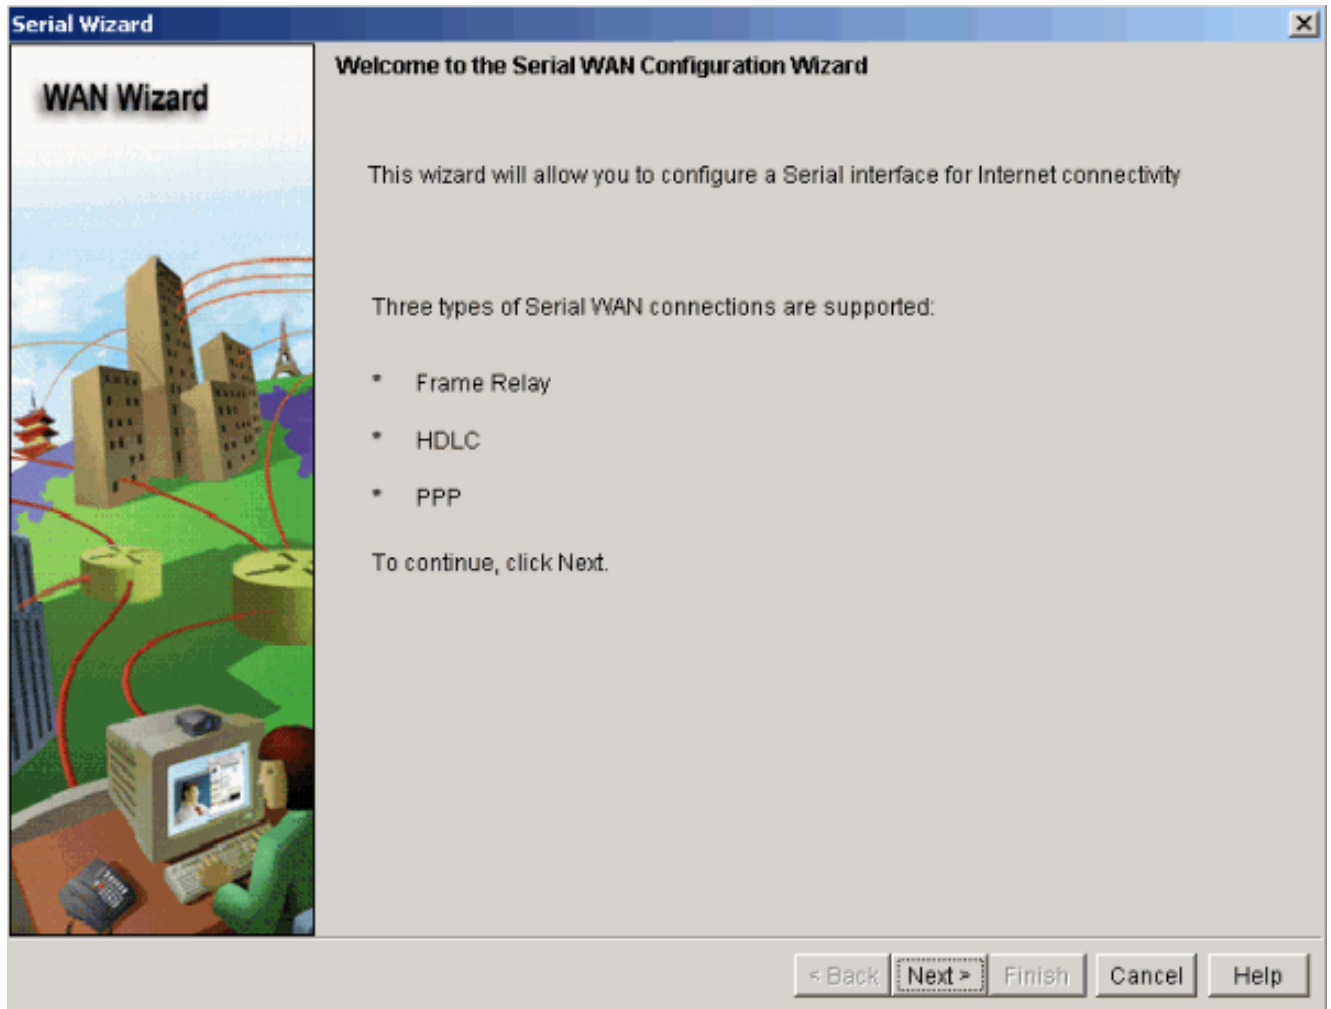 Serial Wizard
WAN Wizard
Welcome to the Serial WAN Configuration Wizard
This wizard will allow you to configure a Serial interface for Internet connectivity
Three types of Serial WAN connections are supported:
* Frame Relay
* HDLC
* PPP
To continue, click Next.
< Back Next > Finish Cancel Help